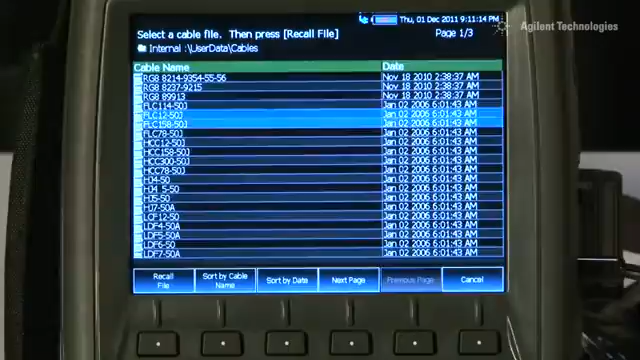 Thu, 01 Dec 2011 9:11:14 PM
Agilent Technologies
Select a cable file. Then press [Recall File]
Page 1/3
Internal :\UserData\Cables
Cable Name Date
RG8 8214-9354-55-56 Nov 18 2010 2:38:37 AM
RG8 8237-9215 Nov 18 2010 2:38:37 AM
RG8 89913 Nov 18 2010 2:38:37 AM
FLC114-50J Jan 02 2006 6:01:43 AM
FLC12-50J Jan 02 2006 6:01:43 AM
FLC158-50J Jan 02 2006 6:01:43 AM
FLC78-50J Jan 02 2006 6:01:43 AM
HCC12-50J Jan 02 2006 6:01:43 AM
HCC158-50J Jan 02 2006 6:01:43 AM
HCC300-50J Jan 02 2006 6:01:43 AM
HCC78-50J Jan 02 2006 6:01:43 AM
HJ4-50 Jan 02 2006 6:01:43 AM
HJ4 5-50 Jan 02 2006 6:01:43 AM
HJ5-50 Jan 02 2006 6:01:43 AM
HJ7-50A Jan 02 2006 6:01:43 AM
LCF12-50 Jan 02 2006 6:01:43 AM
LDF4-50A Jan 02 2006 6:01:43 AM
LDF5-50A Jan 02 2006 6:01:43 AM
LDF6-50 Jan 02 2006 6:01:43 AM
LDF7-50A Jan 02 2006 6:01:43 AM
Recall File
Sort by Cable Name
Sort by Date
Next Page
Previous Page
Cancel